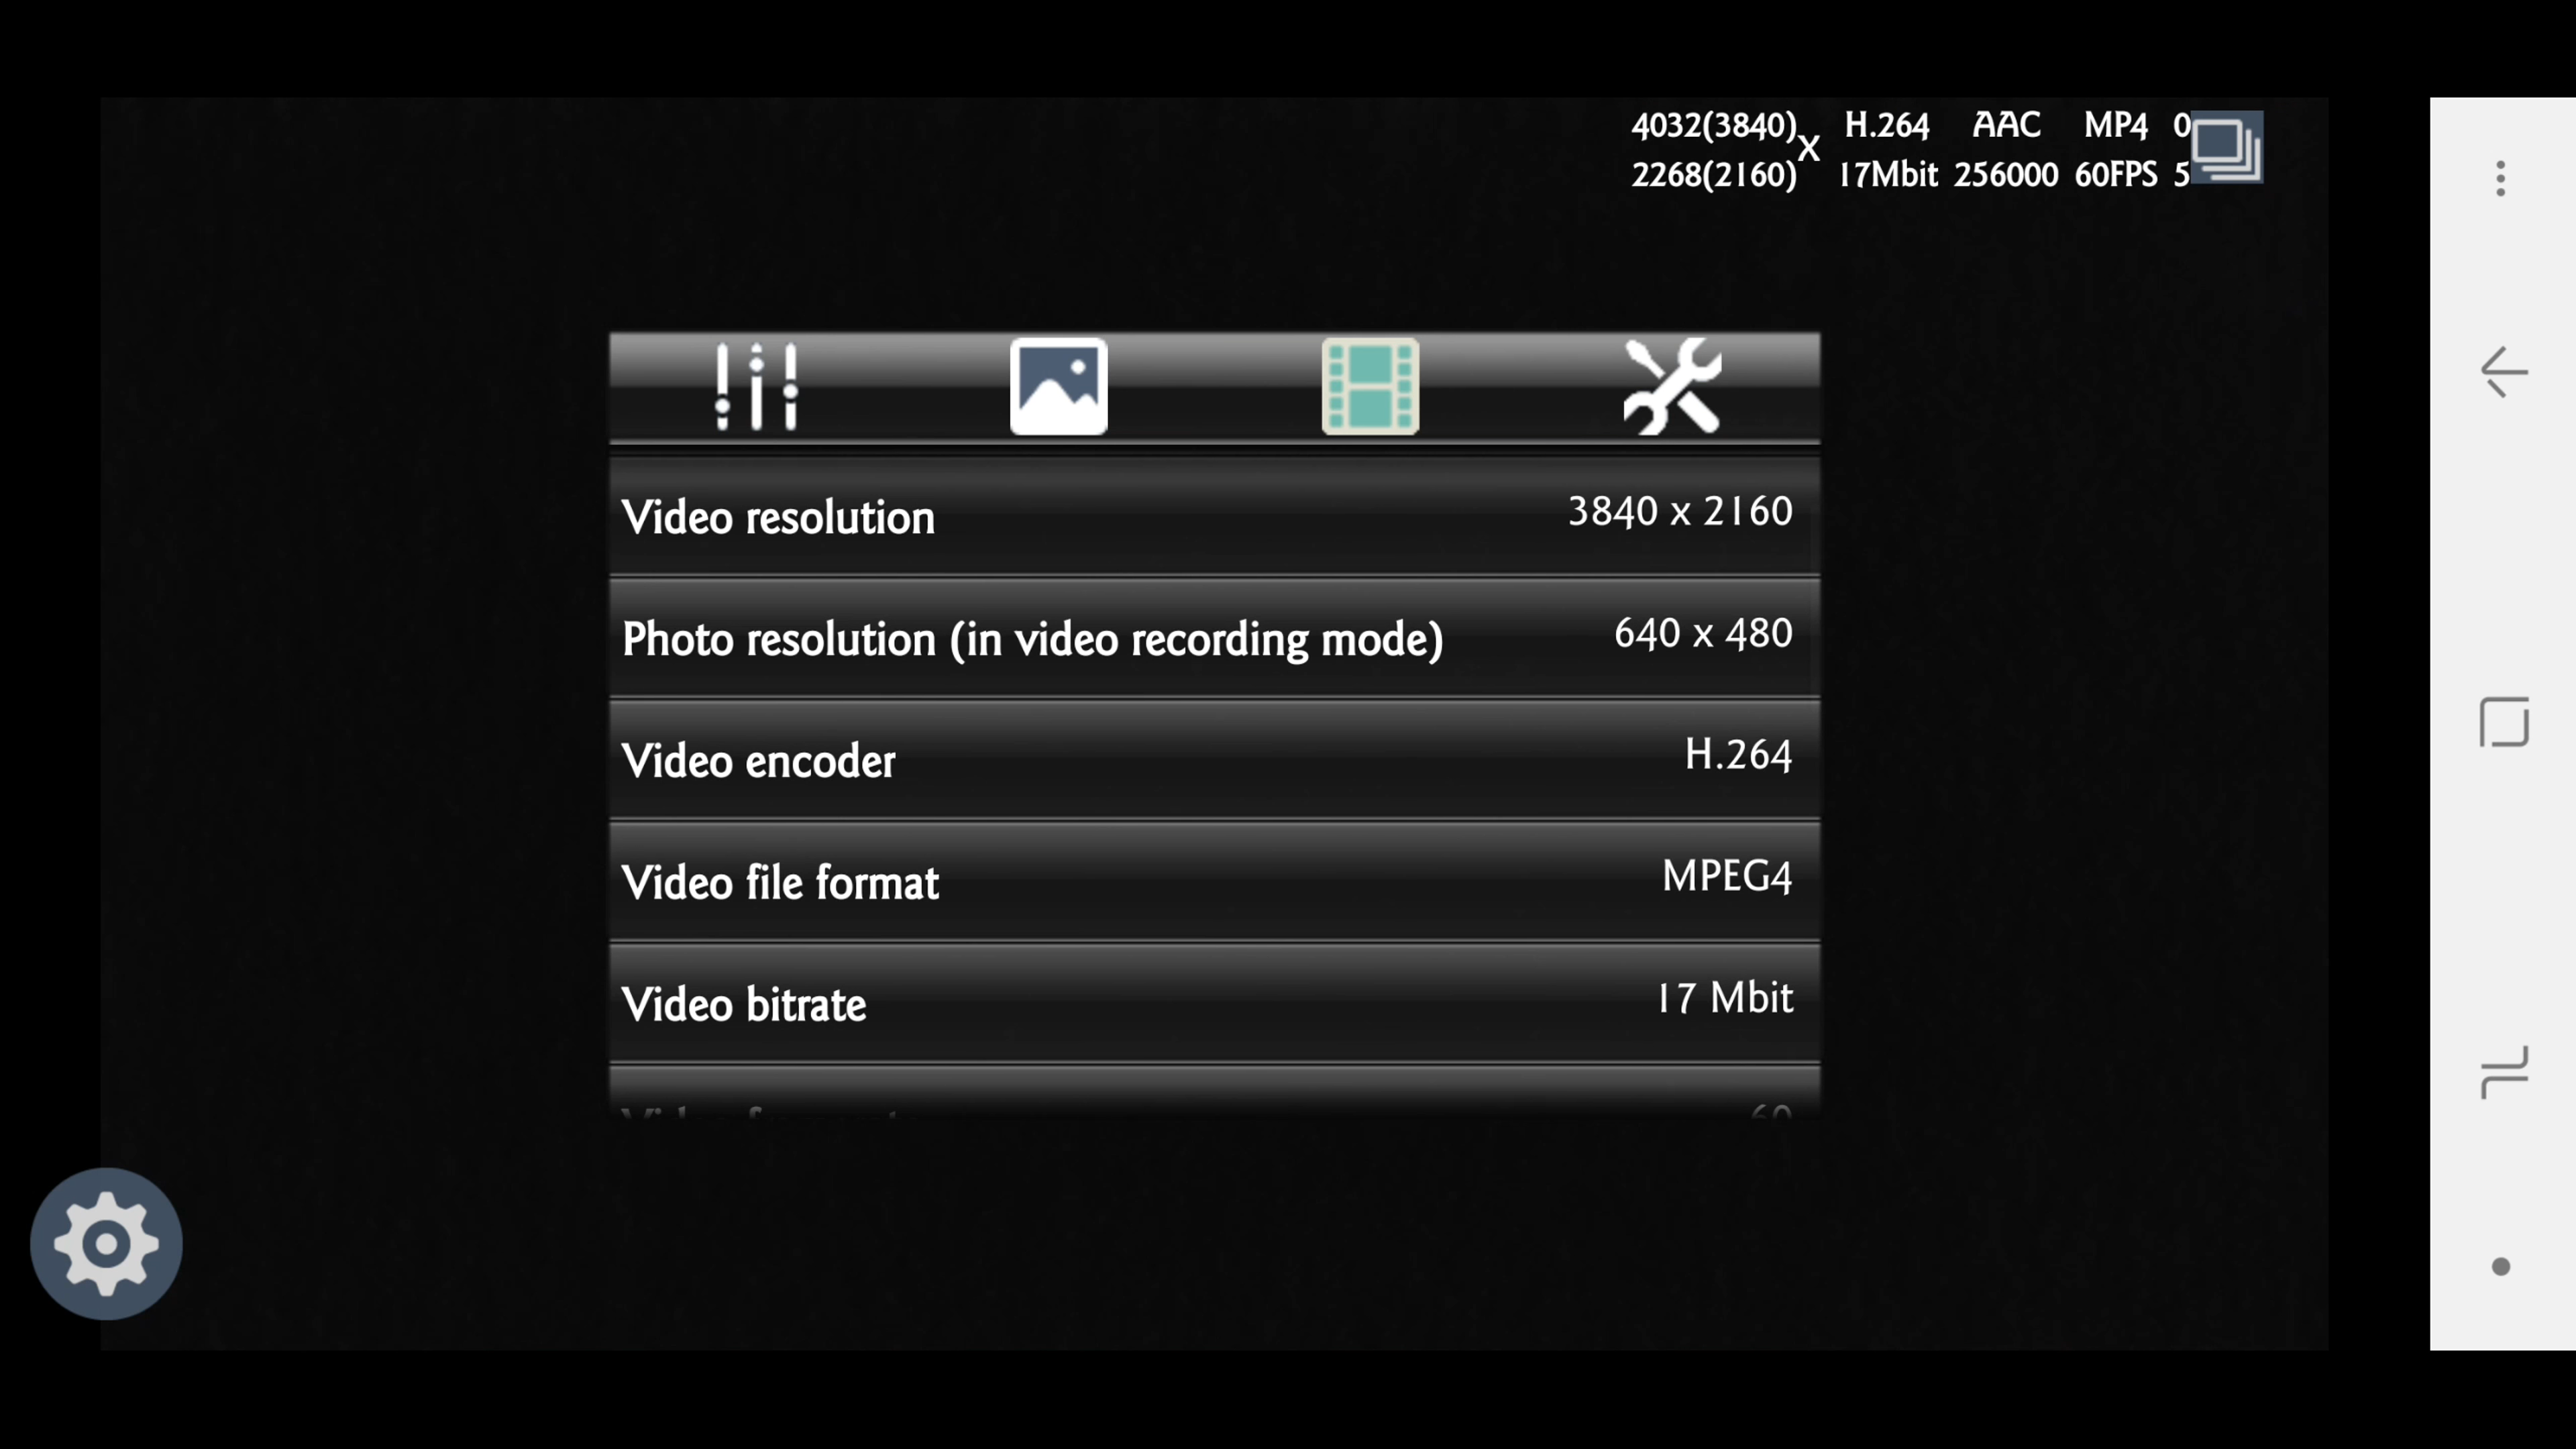 4032(3840) x H.264 AAC MP4 0
2268(2160) 17Mbit 256000 60FPS 5
Video resolution 3840 x 2160
Photo resolution (in video recording mode) 640 x 480
Video encoder H.264
Video file format MPEG4
Video bitrate 17 Mbit